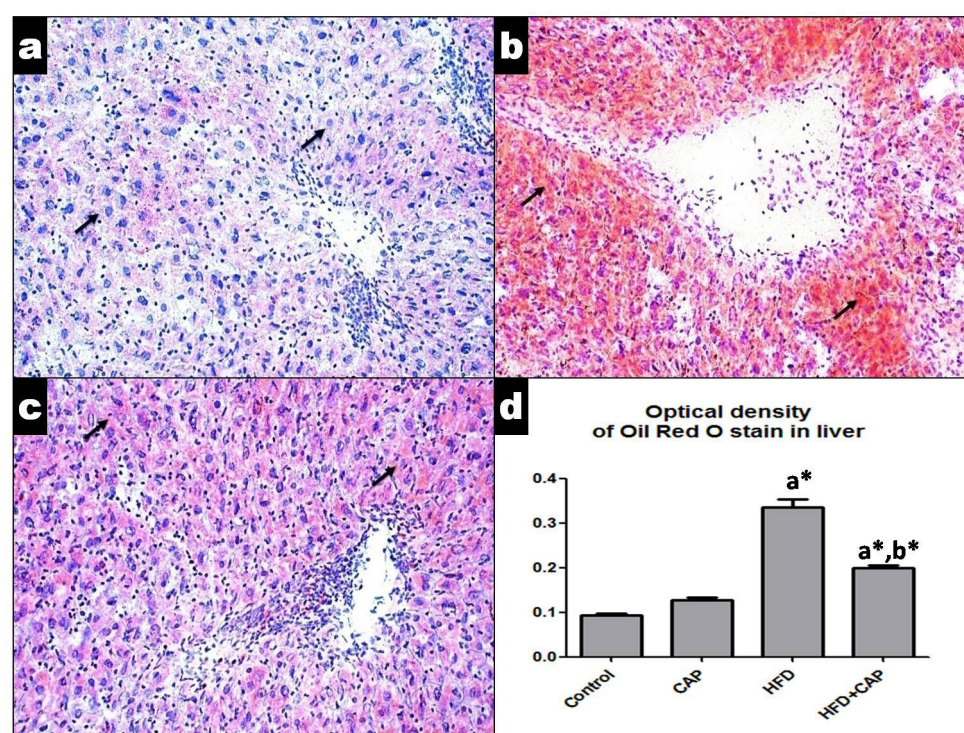 a
b
c
d
Optical density
of Oil Red O stain in liver
0.4
0.3
0.2
0.1
0.0
a*
a*,b*
Control
CAP
HFD
HFD+CAP